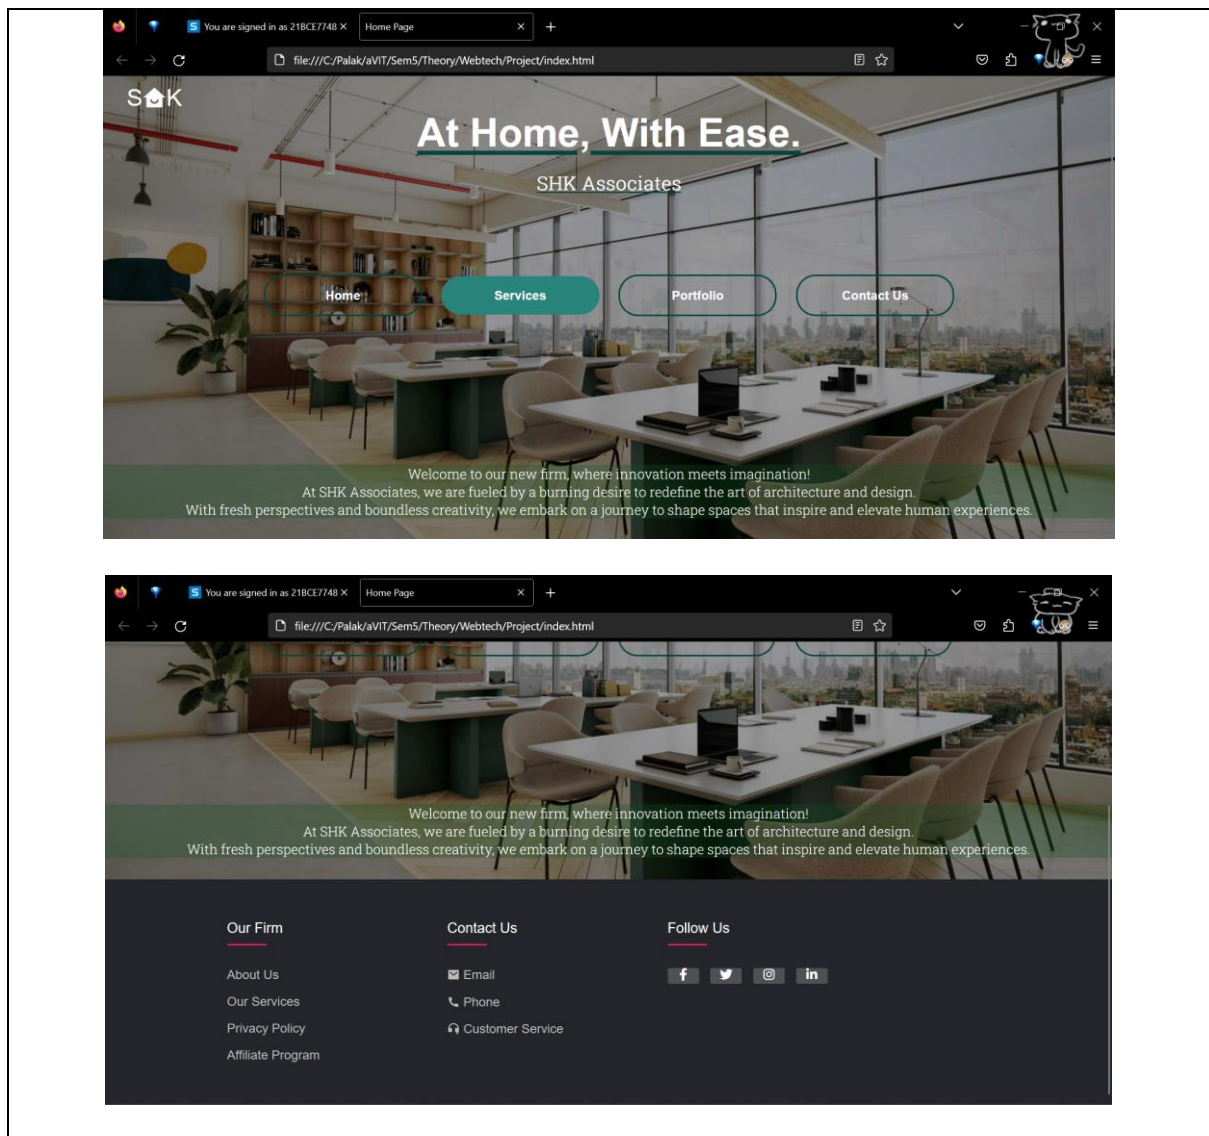 You are signed in as 21BCE7748
Home Page
file:///C:/Palak/aVIT/Sem5/Theory/Webtech/Project/index.html
S K
At Home, With Ease.
SHK Associates
Home
Services
Portfolio
Contact Us
Welcome to our new firm, where innovation meets imagination!
At SHK Associates, we are fueled by a burning desire to redefine the art of architecture and design.
With fresh perspectives and boundless creativity, we embark on a journey to shape spaces that inspire and elevate human experiences.
You are signed in as 21BCE7748
Home Page
file:///C:/Palak/aVIT/Sem5/Theory/Webtech/Project/index.html
Welcome to our new firm, where innovation meets imagination!
At SHK Associates, we are fueled by a burning desire to redefine the art of architecture and design.
With fresh perspectives and boundless creativity, we embark on a journey to shape spaces that inspire and elevate human experiences.
Our Firm
About Us
Our Services
Privacy Policy
Affiliate Program
Contact Us
Email
Phone
Customer Service
Follow Us